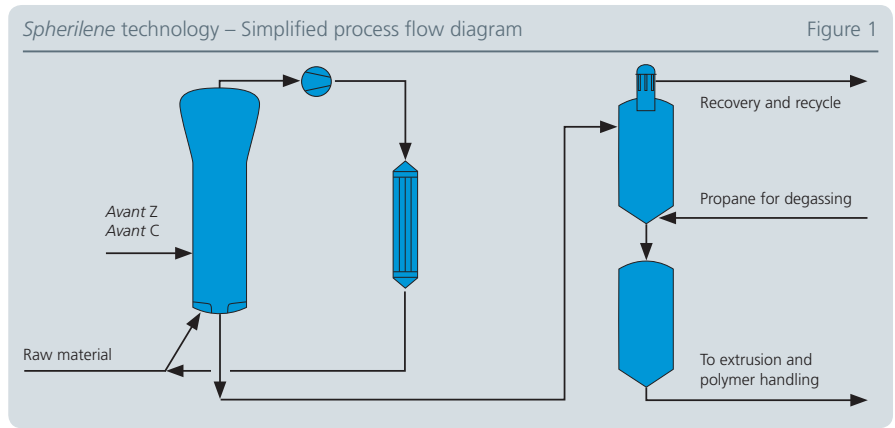 Spherilene technology – Simplified process flow diagram
Figure 1
Recovery and recycle
Propane for degassing
Avant Z
Avant C
Raw material
To extrusion and
polymer handling